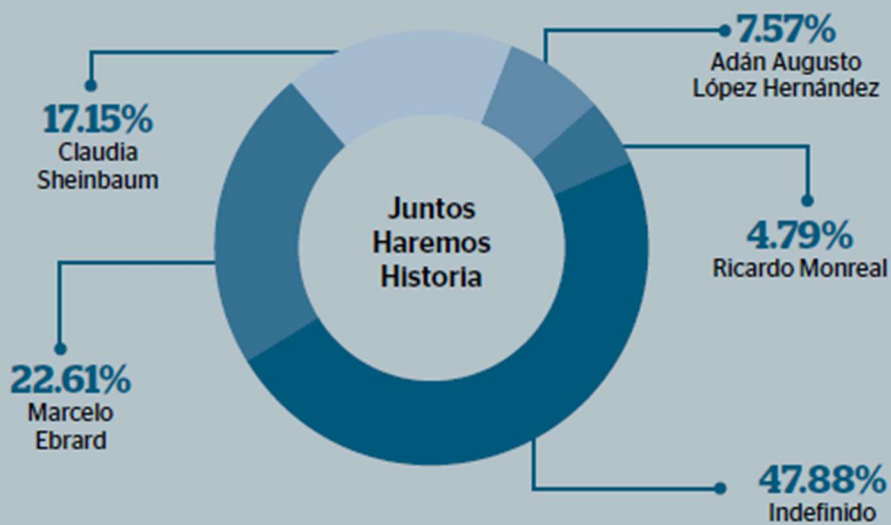 7.57%
Adán Augusto
López Hernández
17.15%
Claudia
Sheinbaum
Juntos
Haremos
Historia
4.79%
Ricardo Monreal
22.61%
Marcelo
Ebrard
47.88%
Indefinido